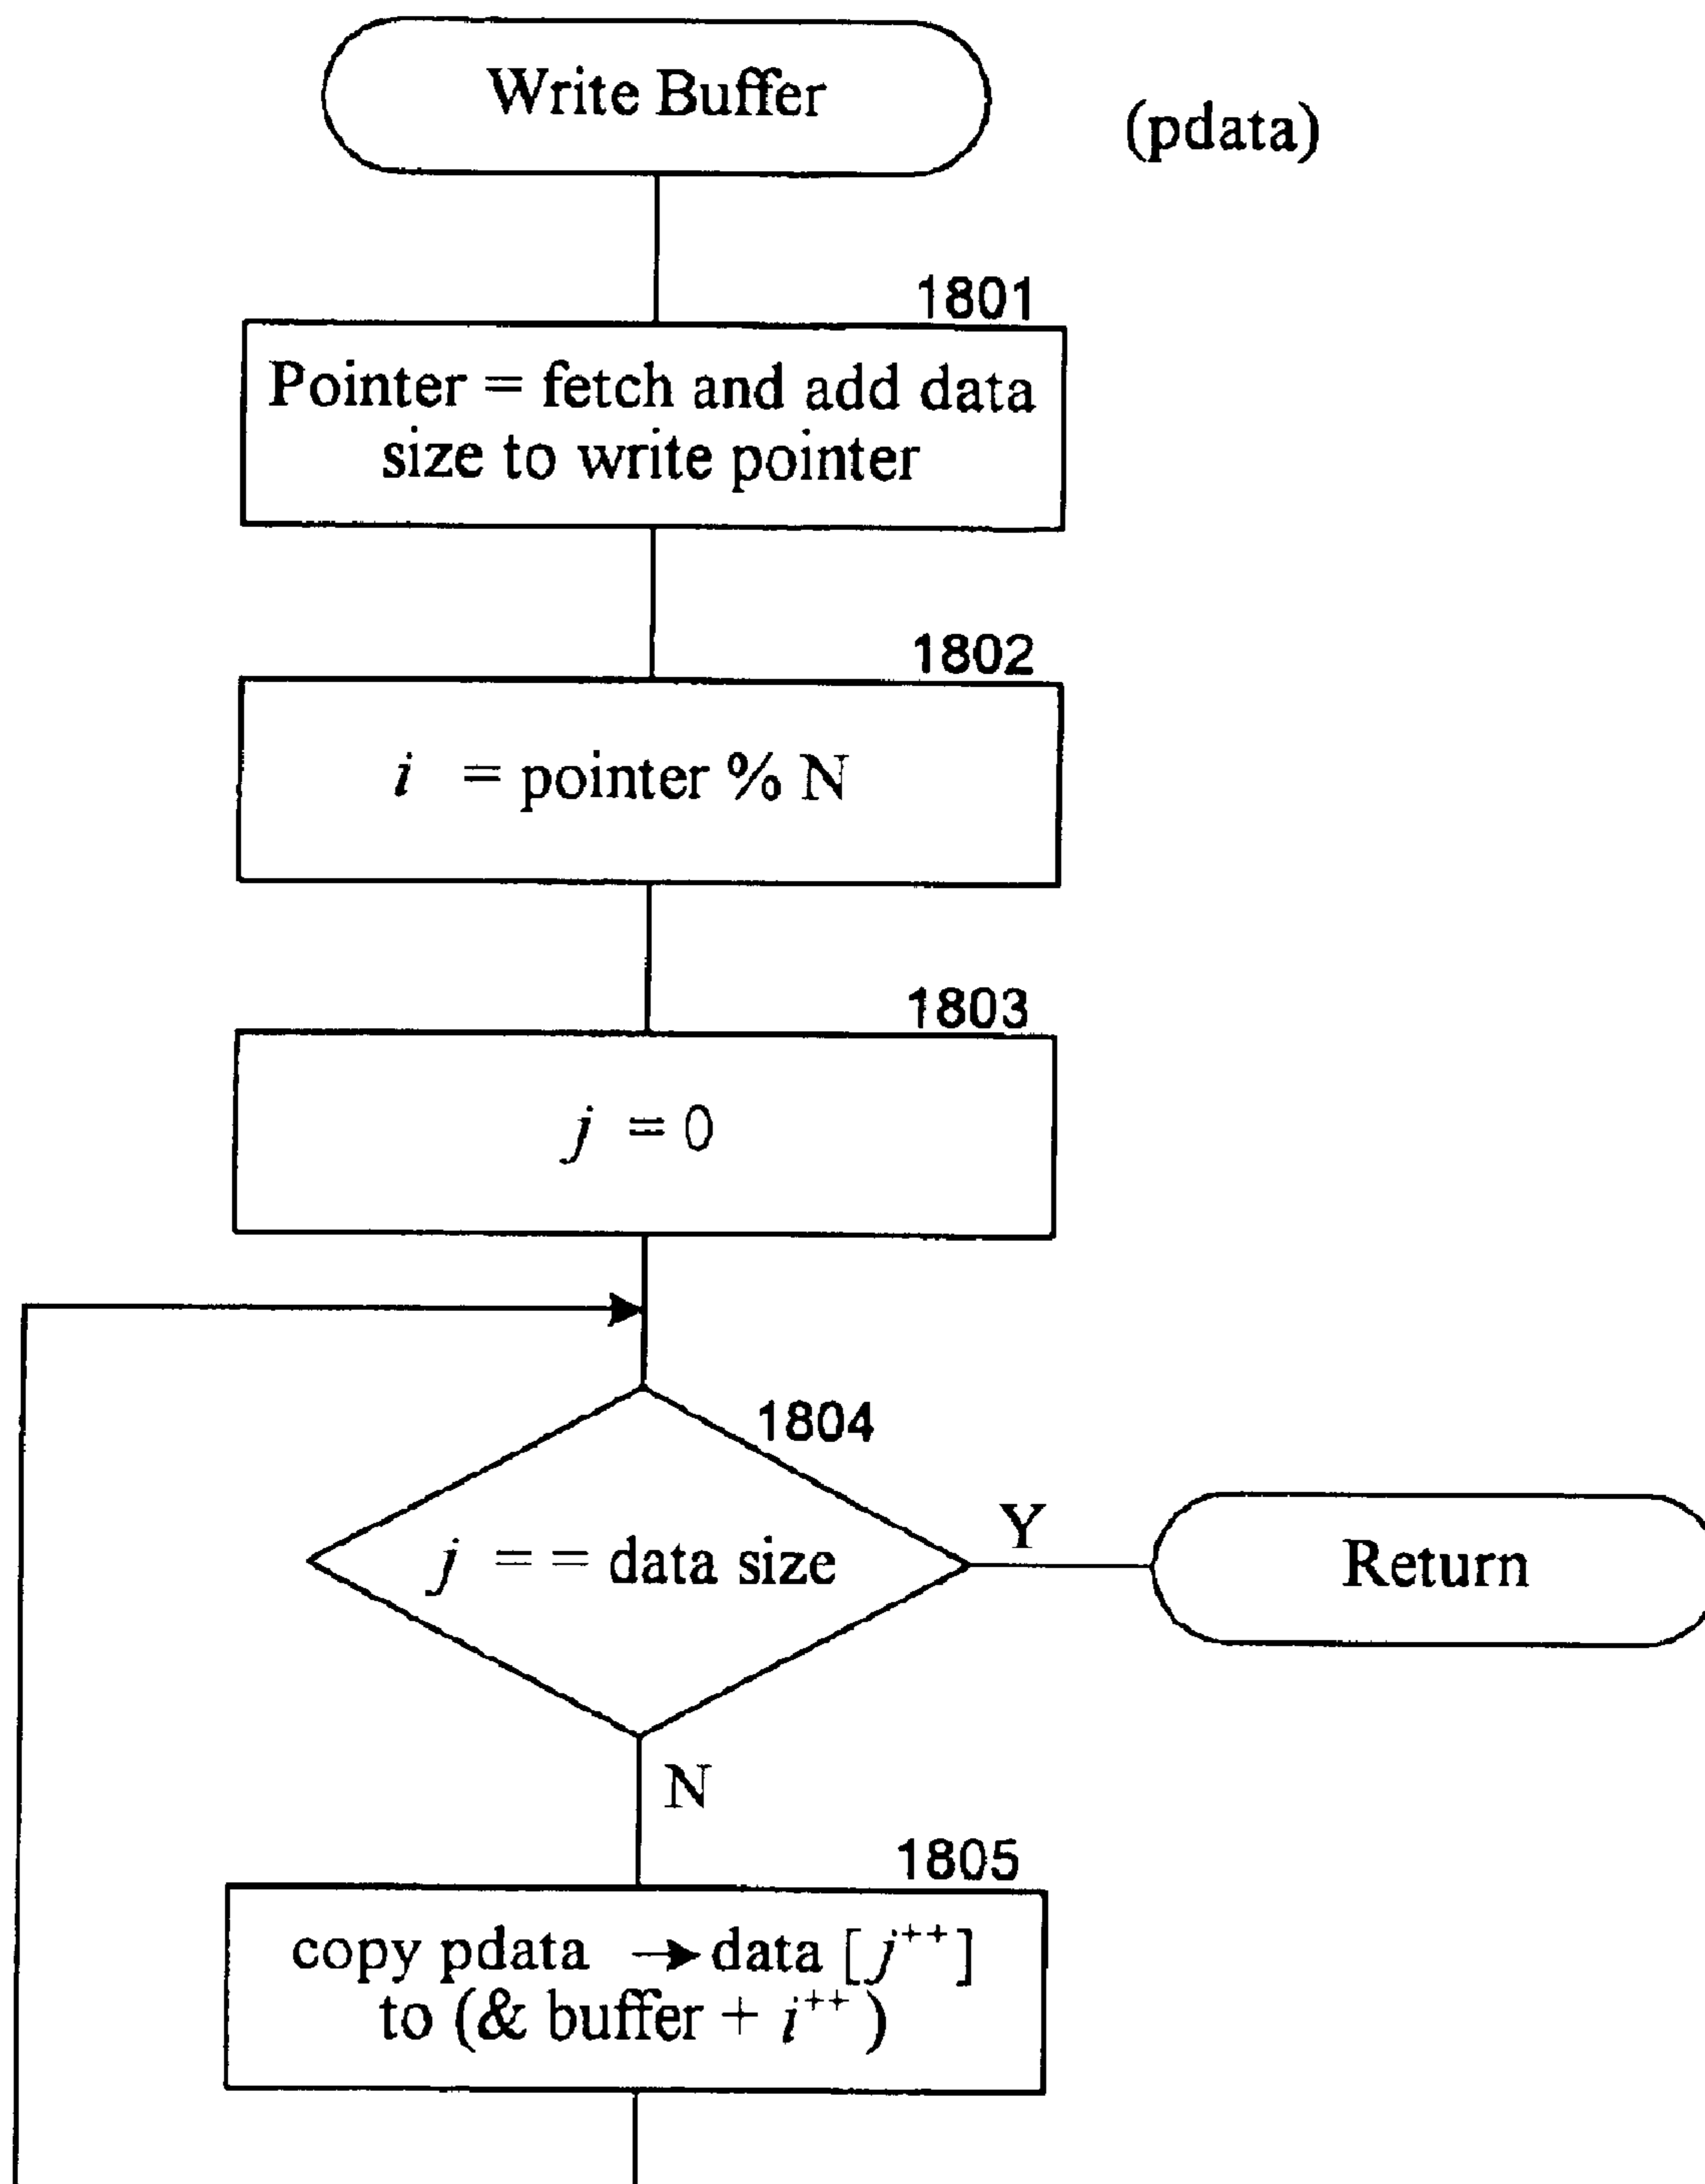 Write Buffer
(pdata)
1801
Pointer = fetch and add data
size to write pointer
1802
i = pointer % N
1803
j = 0
1804
j = = data size
Y
Return
N
1805
copy pdata → data [j++]
to (& buffer + i++)